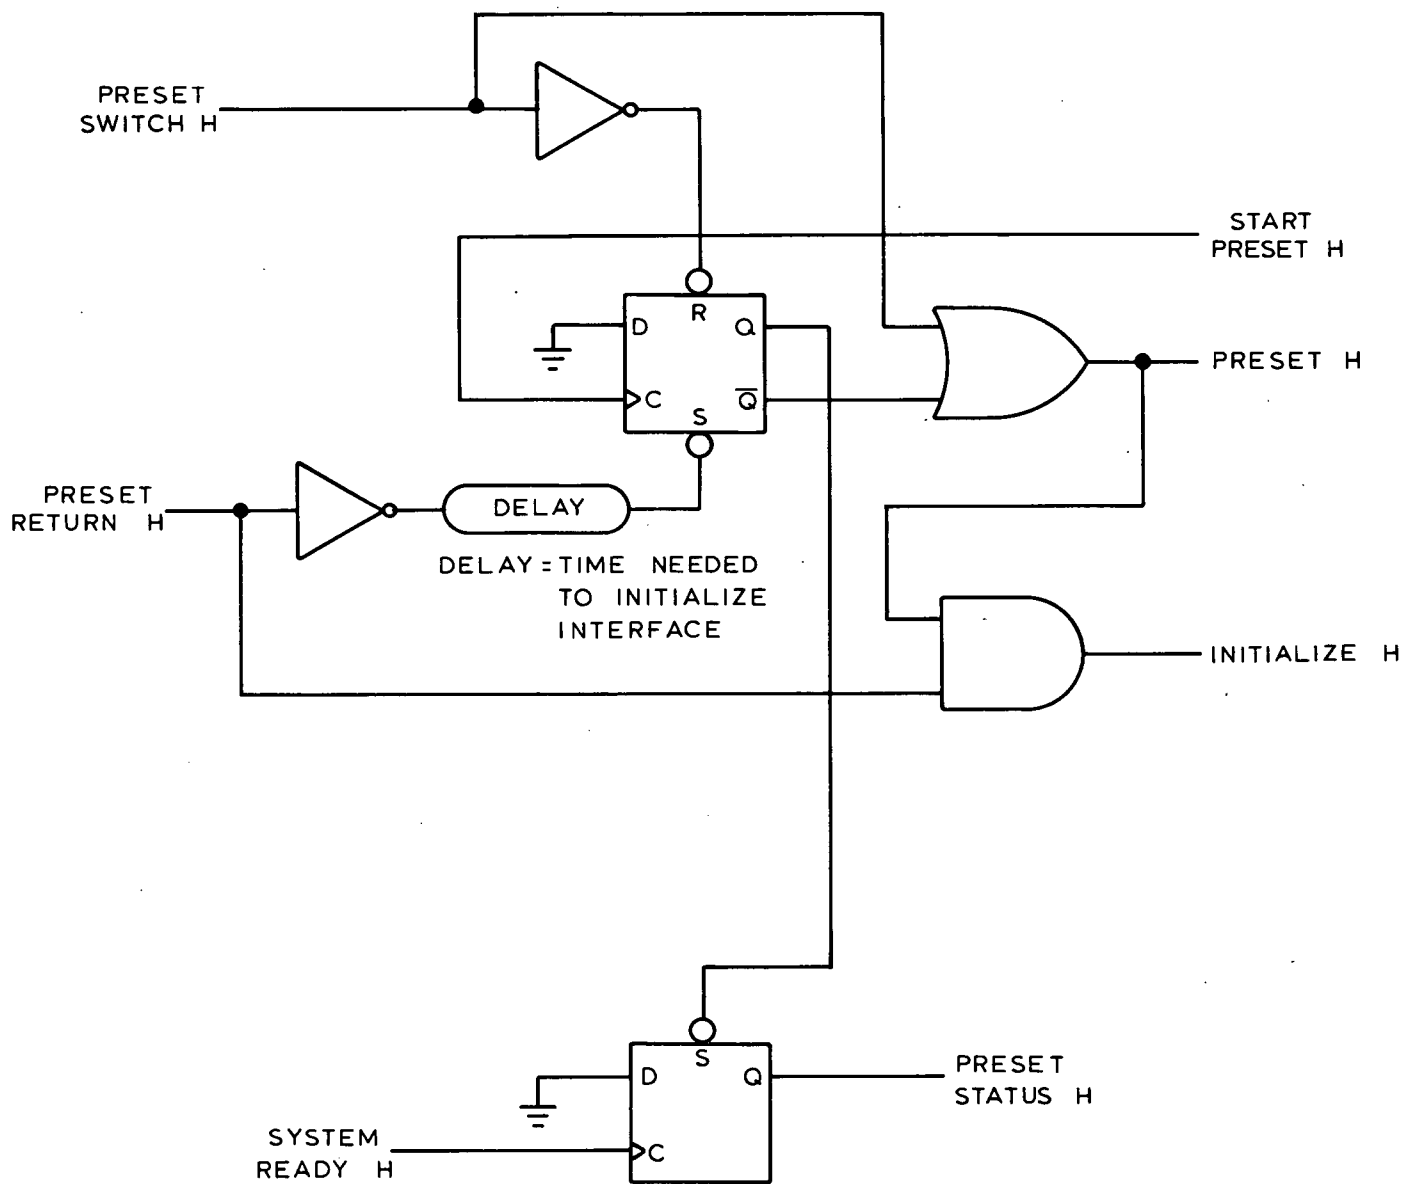 PRESET
SWITCH H
START
PRESET H
R
D
Q
C
Q̅
S
PRESET H
PRESET
RETURN H
DELAY
DELAY = TIME NEEDED
TO INITIALIZE
INTERFACE
INITIALIZE H
S
D
Q
PRESET
STATUS H
C
SYSTEM
READY H